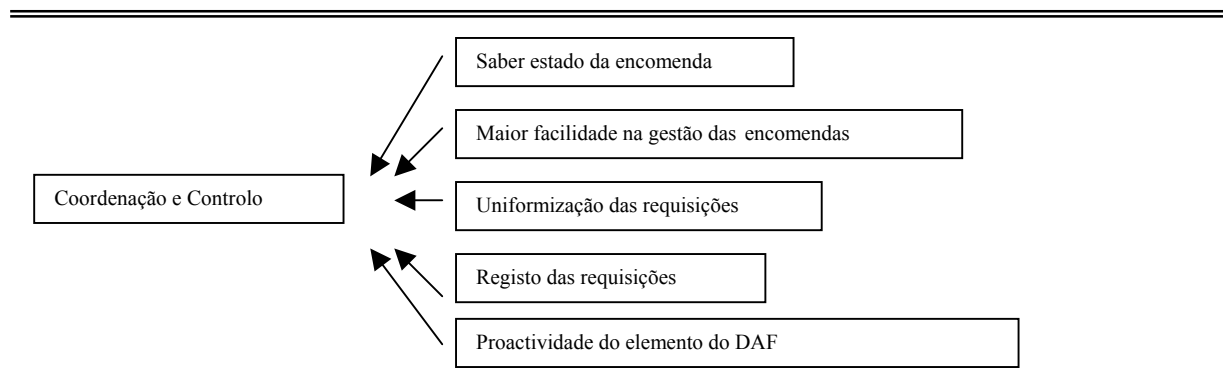 Saber estado da encomenda
Maior facilidade na gestão das encomendas
Coordenação e Controlo
Uniformização das requisições
Registo das requisições
Proactividade do elemento do DAF